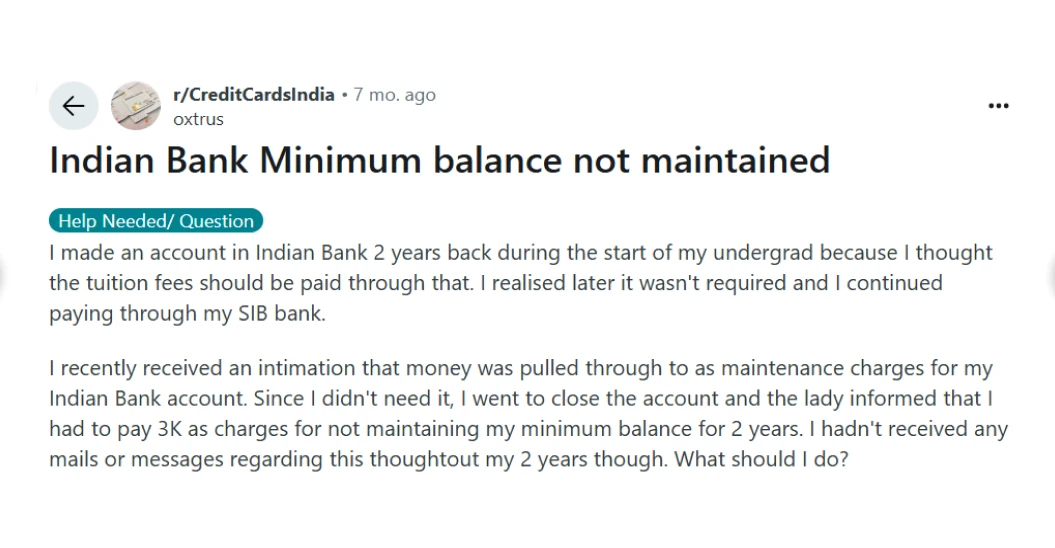 r/CreditCardsIndia • 7 mo. ago
oxtrus
Indian Bank Minimum balance not maintained
Help Needed/ Question
I made an account in Indian Bank 2 years back during the start of my undergrad because I thought
the tuition fees should be paid through that. I realised later it wasn't required and I continued
paying through my SIB bank.
I recently received an intimation that money was pulled through to as maintenance charges for my
Indian Bank account. Since I didn't need it, I went to close the account and the lady informed that I
had to pay 3K as charges for not maintaining my minimum balance for 2 years. I hadn't received any
mails or messages regarding this thoughtout my 2 years though. What should I do?